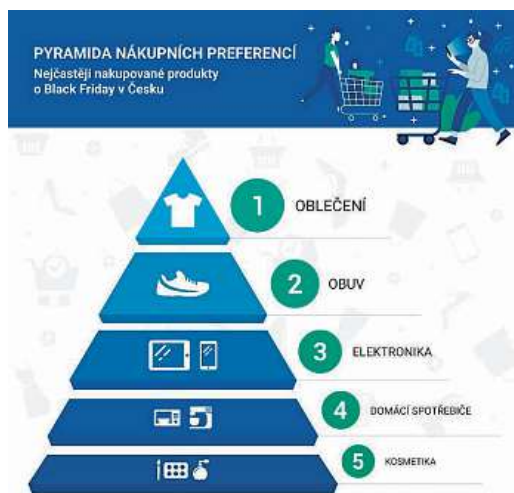 PYRAMIDA NÁKUPNÍCH PREFERENCÍ
Nejčastěji nakupované produkty
o Black Friday v Česku
1 OBLEČENÍ
2 OBUV
3 ELEKTRONIKA
4 DOMÁCÍ SPOTŘEBIČE
5 KOSMETIKA